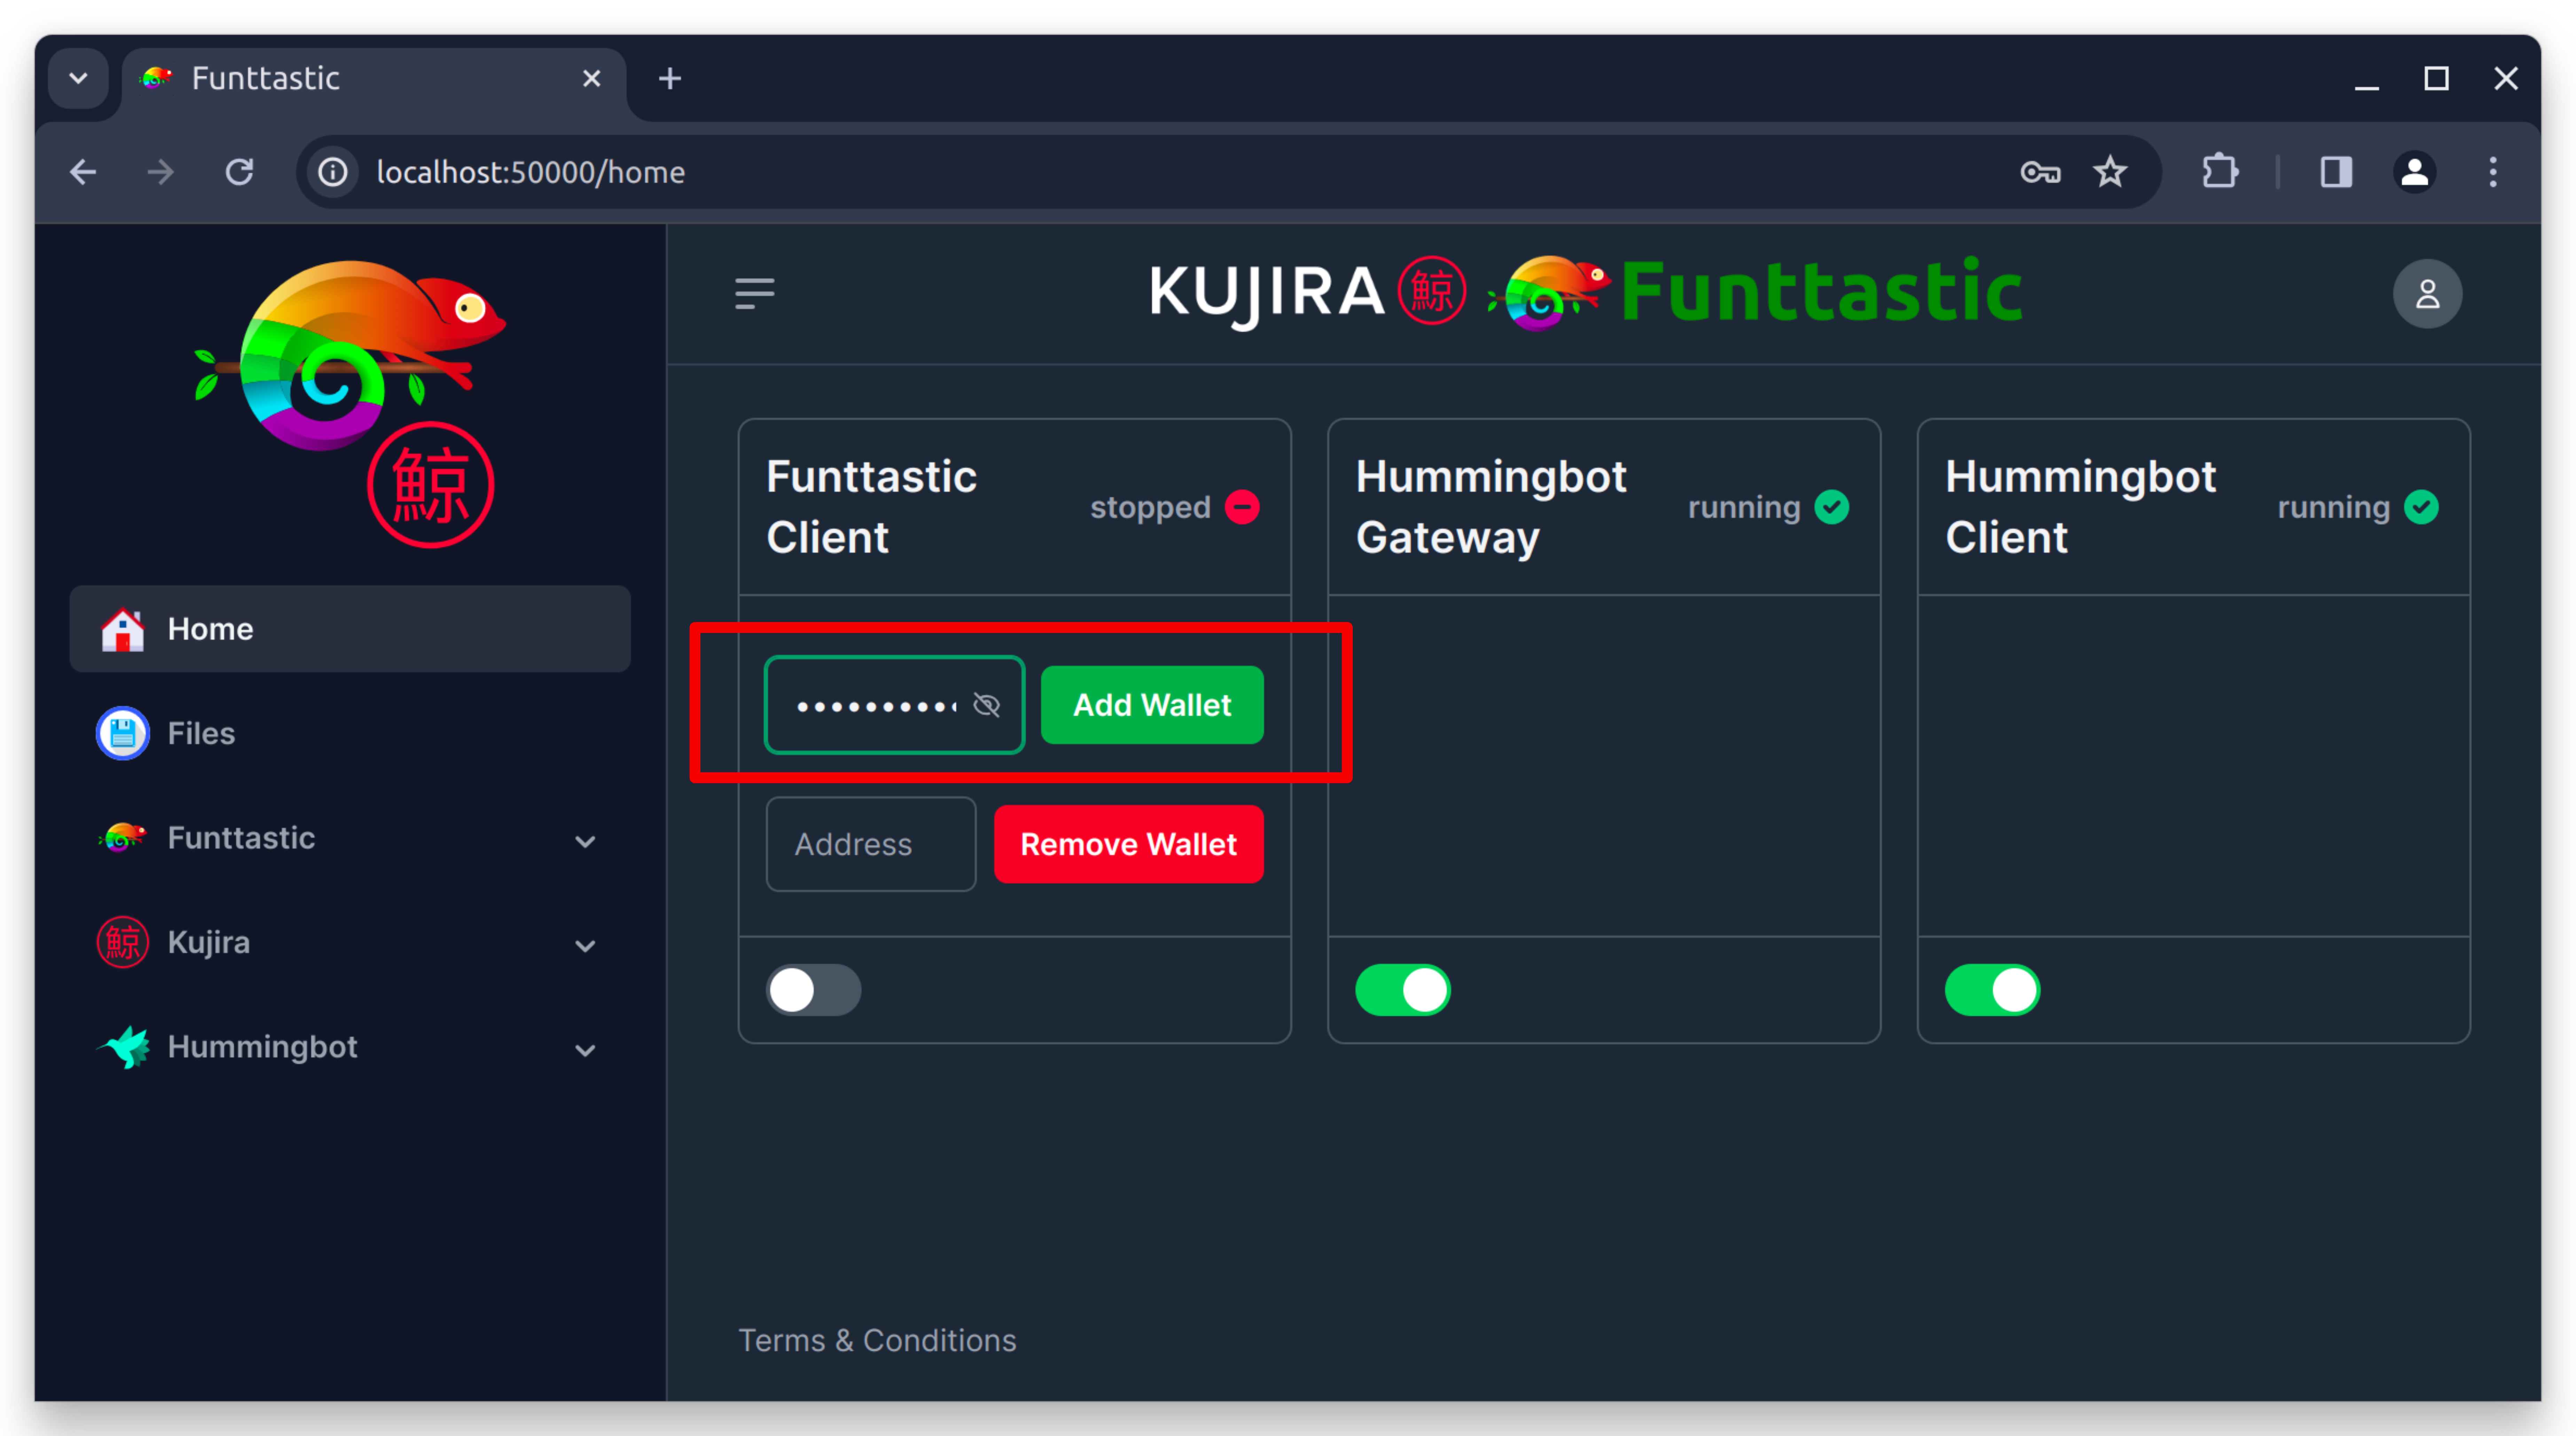 Funttastic
localhost:50000/home
鯨
KUJIRA 鯨 Funttastic
Home
Files
Funttastic
鯨 Kujira
Hummingbot
Funttastic
Client
stopped
Add Wallet
Address
Remove Wallet
Hummingbot
Gateway
running
Hummingbot
Client
running
Terms & Conditions